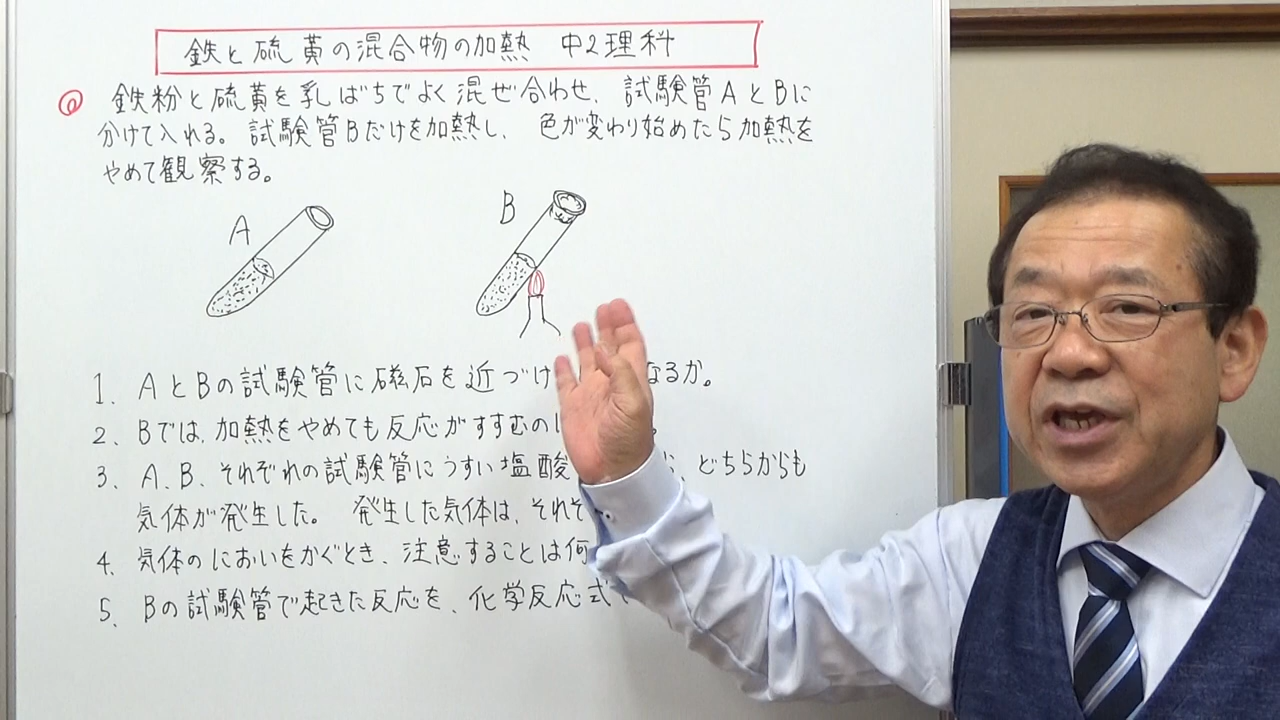 鉄と硫黄の混合物の加熱 中2理科
鉄粉と硫黄を乳ばちでよく混ぜ合わせ、試験管AとBに
分けて入れる。試験管Bだけを加熱し、色が変わり始めたら加熱を
やめて観察する。
A
B
1. AとBの試験管に磁石を近づけ なるか。
2. Bでは、加熱をやめても反応がすすむの
3. A、B、それぞれの試験管にうすい塩酸 、どちらからも
気体が発生した。発生した気体は、それぞ
4. 気体のにおいをかぐとき、注意することは何
5. Bの試験管で起きた反応を、化学反応式